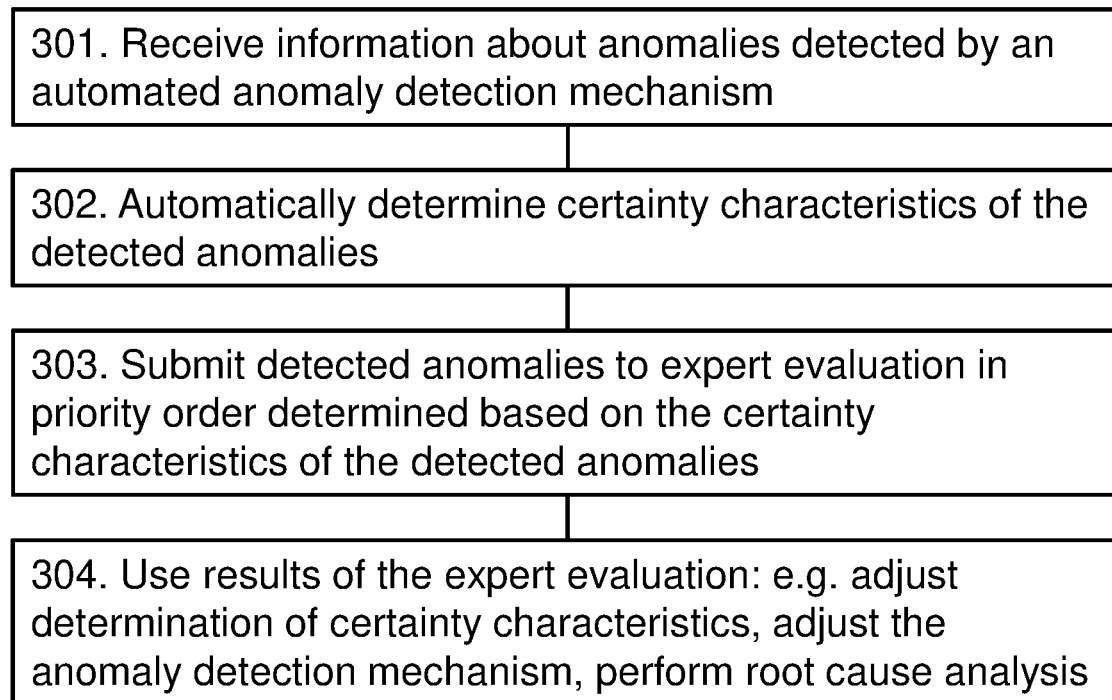 301. Receive information about anomalies detected by an
automated anomaly detection mechanism
302. Automatically determine certainty characteristics of the
detected anomalies
303. Submit detected anomalies to expert evaluation in
priority order determined based on the certainty
characteristics of the detected anomalies
304. Use results of the expert evaluation: e.g. adjust
determination of certainty characteristics, adjust the
anomaly detection mechanism, perform root cause analysis